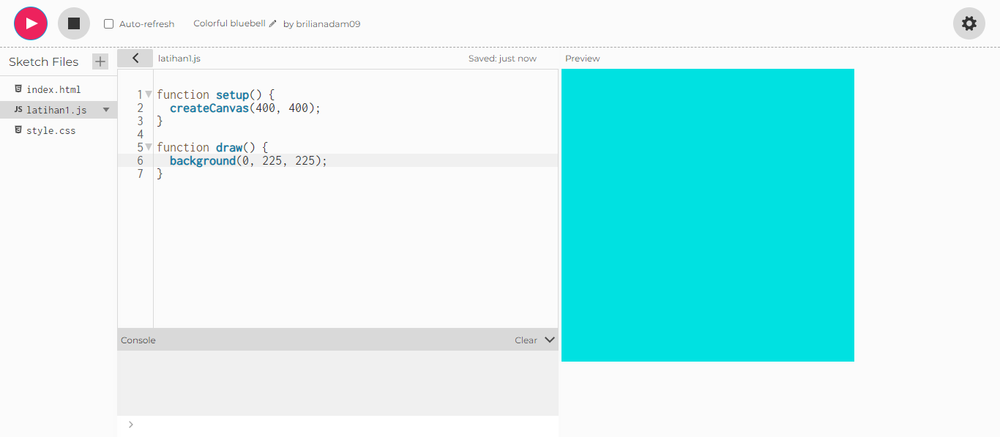 Auto-refresh Colorful bluebell by brilianadam09
Sketch Files
index.html
JS latihan1.js
style.css
latihan1.js Saved: just now
1 function setup() {
2 createCanvas(400, 400);
3 }
4
5 function draw() {
6 background(0, 225, 225);
7 }
Console Clear
>
Preview